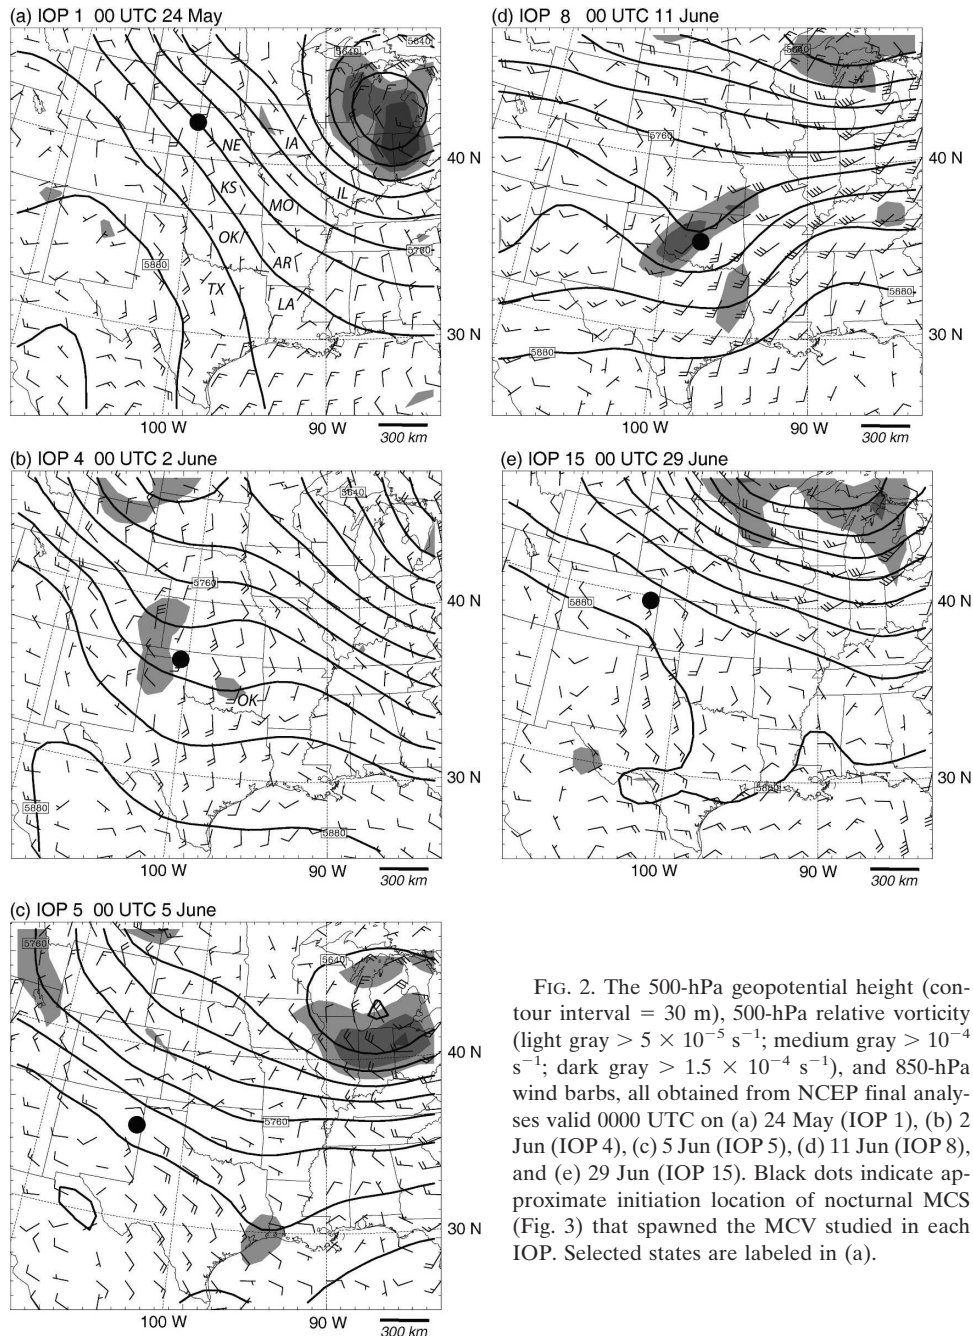 (a) IOP 1 00 UTC 24 May
5640
NE
IA
KS
IL
MO
OK
AR
TX
LA
5880
5760
40 N
30 N
100 W
90 W
300 km
(d) IOP 8 00 UTC 11 June
5760
5880
5880
40 N
30 N
100 W
90 W
300 km
(b) IOP 4 00 UTC 2 June
5640
5760
OK
5880
5880
40 N
30 N
100 W
90 W
300 km
(e) IOP 15 00 UTC 29 June
5880
40 N
30 N
100 W
90 W
300 km
(c) IOP 5 00 UTC 5 June
5760
5640
5760
40 N
30 N
100 W
90 W
300 km
FIG. 2. The 500-hPa geopotential height (con-
tour interval = 30 m), 500-hPa relative vorticity
(light gray > 5 × 10⁻⁵ s⁻¹; medium gray > 10⁻⁴
s⁻¹; dark gray > 1.5 × 10⁻⁴ s⁻¹), and 850-hPa
wind barbs, all obtained from NCEP final analy-
ses valid 0000 UTC on (a) 24 May (IOP 1), (b) 2
Jun (IOP 4), (c) 5 Jun (IOP 5), (d) 11 Jun (IOP 8),
and (e) 29 Jun (IOP 15). Black dots indicate ap-
proximate initiation location of nocturnal MCS
(Fig. 3) that spawned the MCV studied in each
IOP. Selected states are labeled in (a).